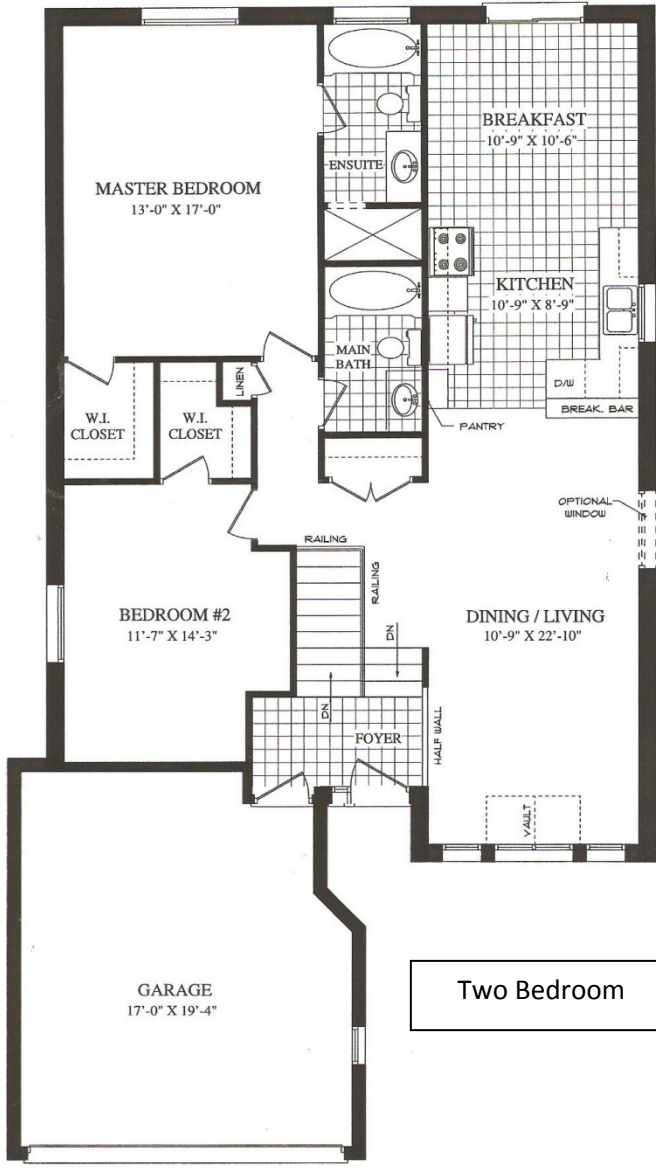 BREAKFAST
10'-9" X 10'-6"
ENSUITE
MASTER BEDROOM
13'-0" X 17'-0"
KITCHEN
10'-9" X 8'-9"
MAIN
BATH
LINEN
D/W
W.I.
CLOSET
W.I.
CLOSET
BREAK. BAR
PANTRY
OPTIONAL
WINDOW
RAILING
RAILING
BEDROOM #2
11'-7" X 14'-3"
DINING / LIVING
10'-9" X 22'-10"
DN
DN
FOYER
HALF WALL
VAULT
GARAGE
17'-0" X 19'-4"
Two Bedroom